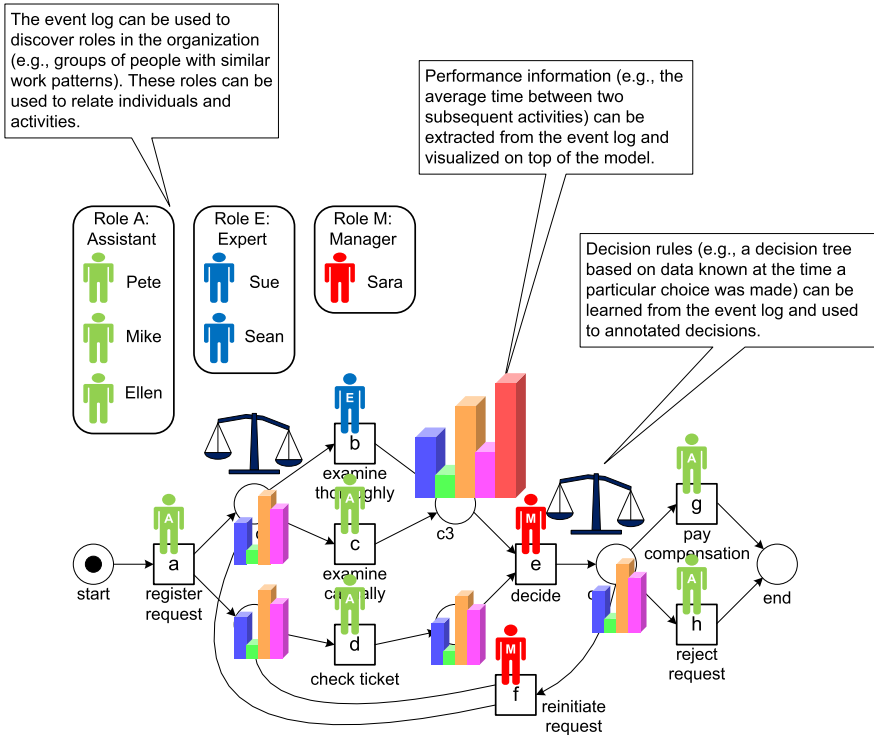 The event log can be used to
discover roles in the organization
(e.g., groups of people with similar
work patterns). These roles can be
used to relate individuals and
activities.
Performance information (e.g., the
average time between two
subsequent activities) can be
extracted from the event log and
visualized on top of the model.
Role A:
Assistant
Pete
Mike
Ellen
Role E:
Expert
Sue
Sean
Role M:
Manager
Sara
Decision rules (e.g., a decision tree
based on data known at the time a
particular choice was made) can be
learned from the event log and used
to annotated decisions.
E
b
examine
thoroughly
A
g
pay
compensation
A
a
register
request
A
c
examine
c3
M
e
decide
start
end
A
d
check ticket
A
h
reject
request
M
f
reinitiate
request